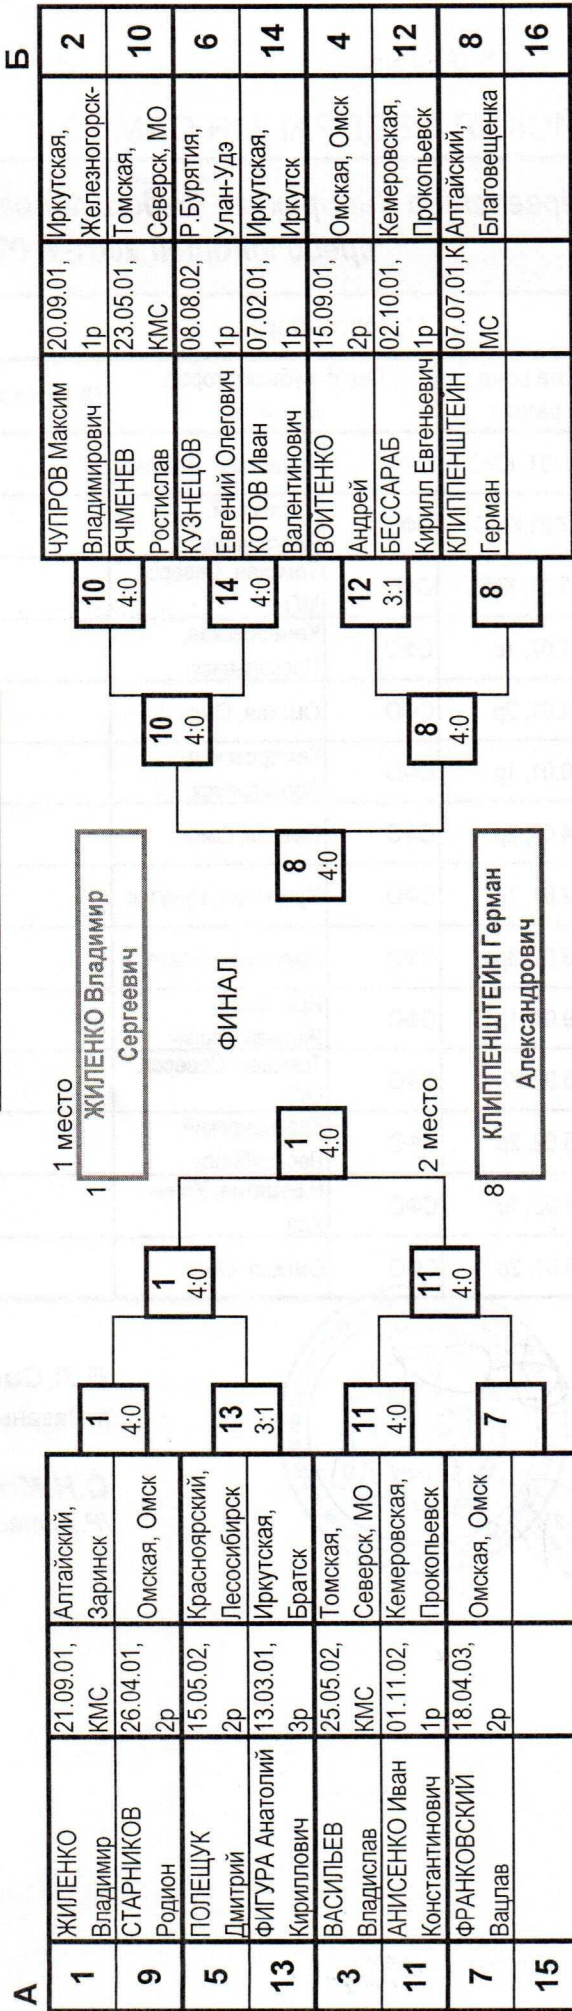 А
1 ЖИЛЕНКО 21.09.01, Алтайский,
Владимир КМС Заринск
9 СТАРНИКОВ 26.04.01, Омская, Омск
Родион 2р
5 ПОЛЕЩУК 15.05.02, Красноярский,
Дмитрий 2р Лесосибирск
13 ФИГУРА Анатолий 13.03.01, Иркутская,
Кириллович 3р Братск
3 ВАСИЛЬЕВ 25.05.02, Томская,
Владислав КМС Северск, МО
11 АНИСЕНКО Иван 01.11.02, Кемеровская,
Константинович 1р Прокопьевск
7 ФРАНКОВСКИЙ 18.04.03, Омская, Омск
Вацлав 2р
15
1
4:0
13
3:1
11
4:0
7
1
4:0
11
4:0
1
4:0
1 место
1 ЖИЛЕНКО Владимир
Сергеевич
ФИНАЛ
2 место
8 КЛИППЕНШТЕЙН Герман
Александрович
8
4:0
10
4:0
8
4:0
10
4:0
14
4:0
12
3:1
8
Б
ЧУПРОВ Максим 20.09.01, Иркутская, 2
Владимирович 1р Железногорск-
ЯЧМЕНЕВ 23.05.01, Томская, 10
Ростислав КМС Северск, МО
КУЗНЕЦОВ 08.08.02, Р.Бурятия, 6
Евгений Олегович 1р Улан-Удэ
КОТОВ Иван 07.02.01, Иркутская, 14
Валентинович 1р Иркутск
ВОЙТЕНКО 15.09.01, Омская, Омск 4
Андрей 2р
БЕССАРАБ 02.10.01, Кемеровская, 12
Кирилл Евгеньевич 1р Прокопьевск
КЛИППЕНШТЕЙН 07.07.01,К Алтайский, 8
Герман МС Благовещенка
16